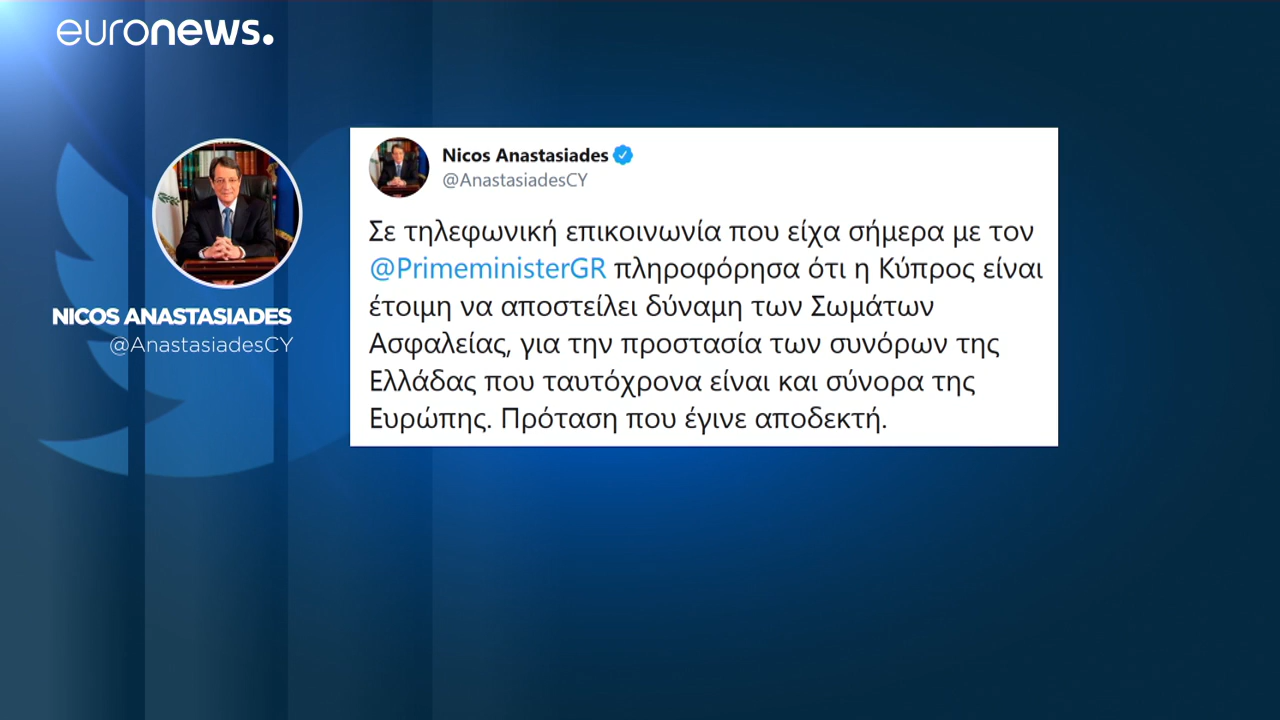 euronews.
NICOS ANASTASIADES
@AnastasiadesCY
Nicos Anastasiades
@AnastasiadesCY
Σε τηλεφωνική επικοινωνία που είχα σήμερα με τον
@PrimeministerGR πληροφόρησα ότι η Κύπρος είναι
έτοιμη να αποστείλει δύναμη των Σωμάτων
Ασφαλείας, για την προστασία των συνόρων της
Ελλάδας που ταυτόχρονα είναι και σύνορα της
Ευρώπης. Πρόταση που έγινε αποδεκτή.